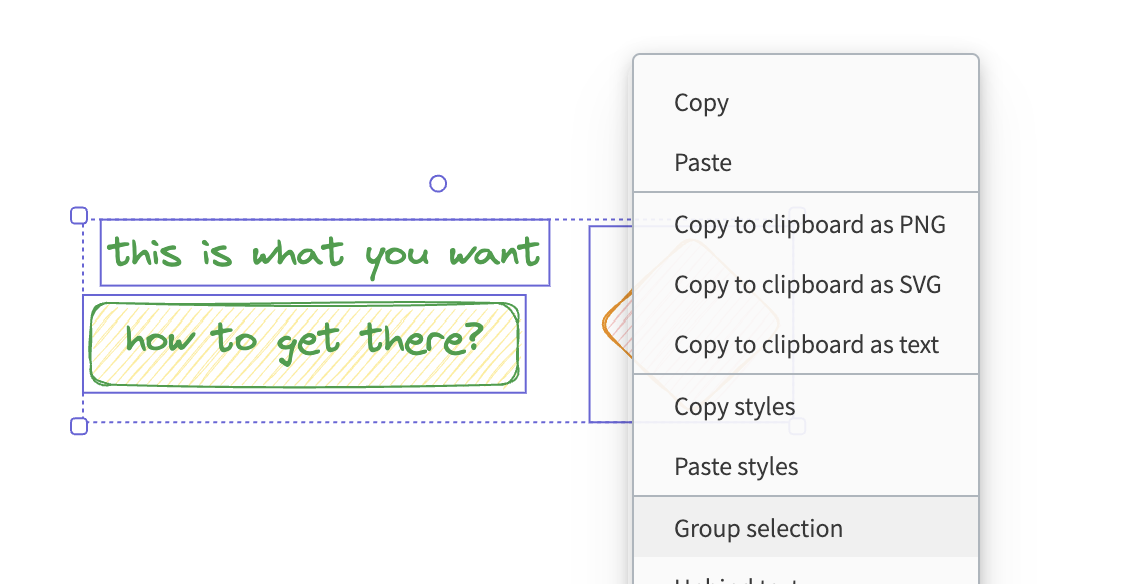 this is what you want
how to get there?
Copy
Paste
Copy to clipboard as PNG
Copy to clipboard as SVG
Copy to clipboard as text
Copy styles
Paste styles
Group selection